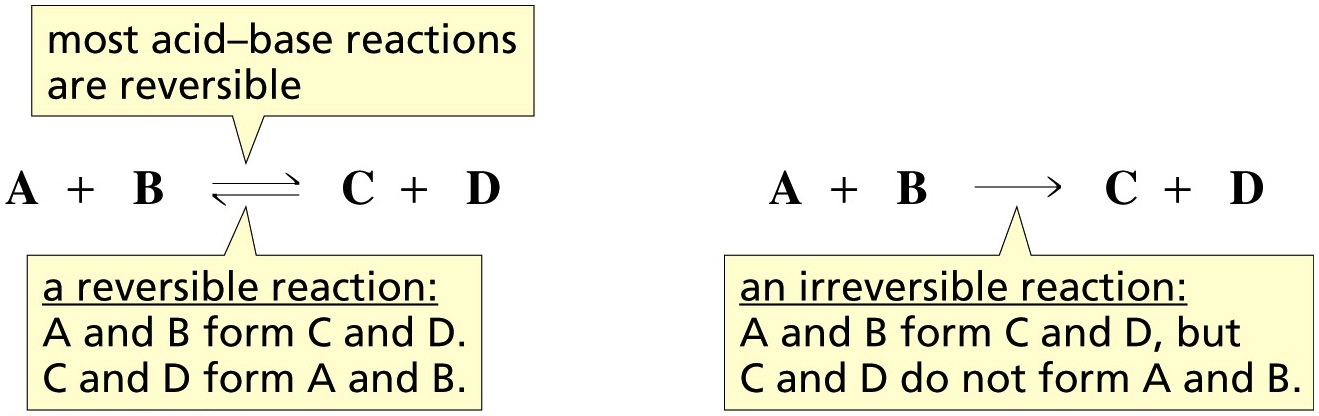 most acid–base reactions
are reversible
A + B ⇌ C + D
a reversible reaction:
A and B form C and D.
C and D form A and B.
A + B ⟶ C + D
an irreversible reaction:
A and B form C and D, but
C and D do not form A and B.